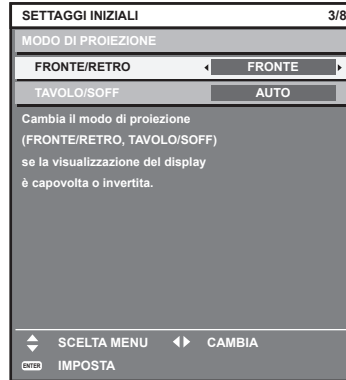 SETTAGGI INIZIALI 3/8
MODO DI PROIEZIONE
FRONTE/RETRO FRONTE
TAVOLO/SOFF AUTO
Cambia il modo di proiezione
(FRONTE/RETRO, TAVOLO/SOFF)
se la visualizzazione del display
è capovolta o invertita.
SCELTA MENU CAMBIA
ENTER IMPOSTA